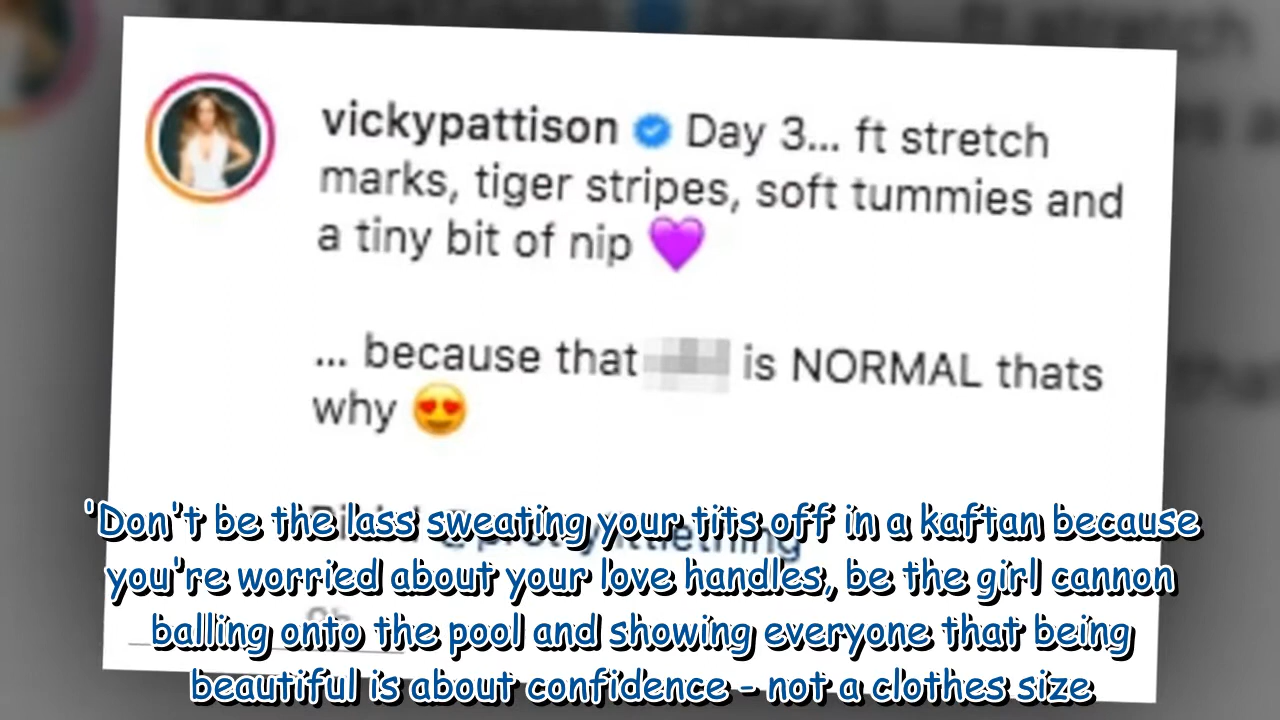 vickypattison Day 3... ft stretch
marks, tiger stripes, soft tummies and
a tiny bit of nip 💜
... because that is NORMAL thats
why 😍
'Don't be the lass sweating your tits off in a kaftan because
you're worried about your love handles, be the girl cannon
balling onto the pool and showing everyone that being
beautiful is about confidence - not a clothes size